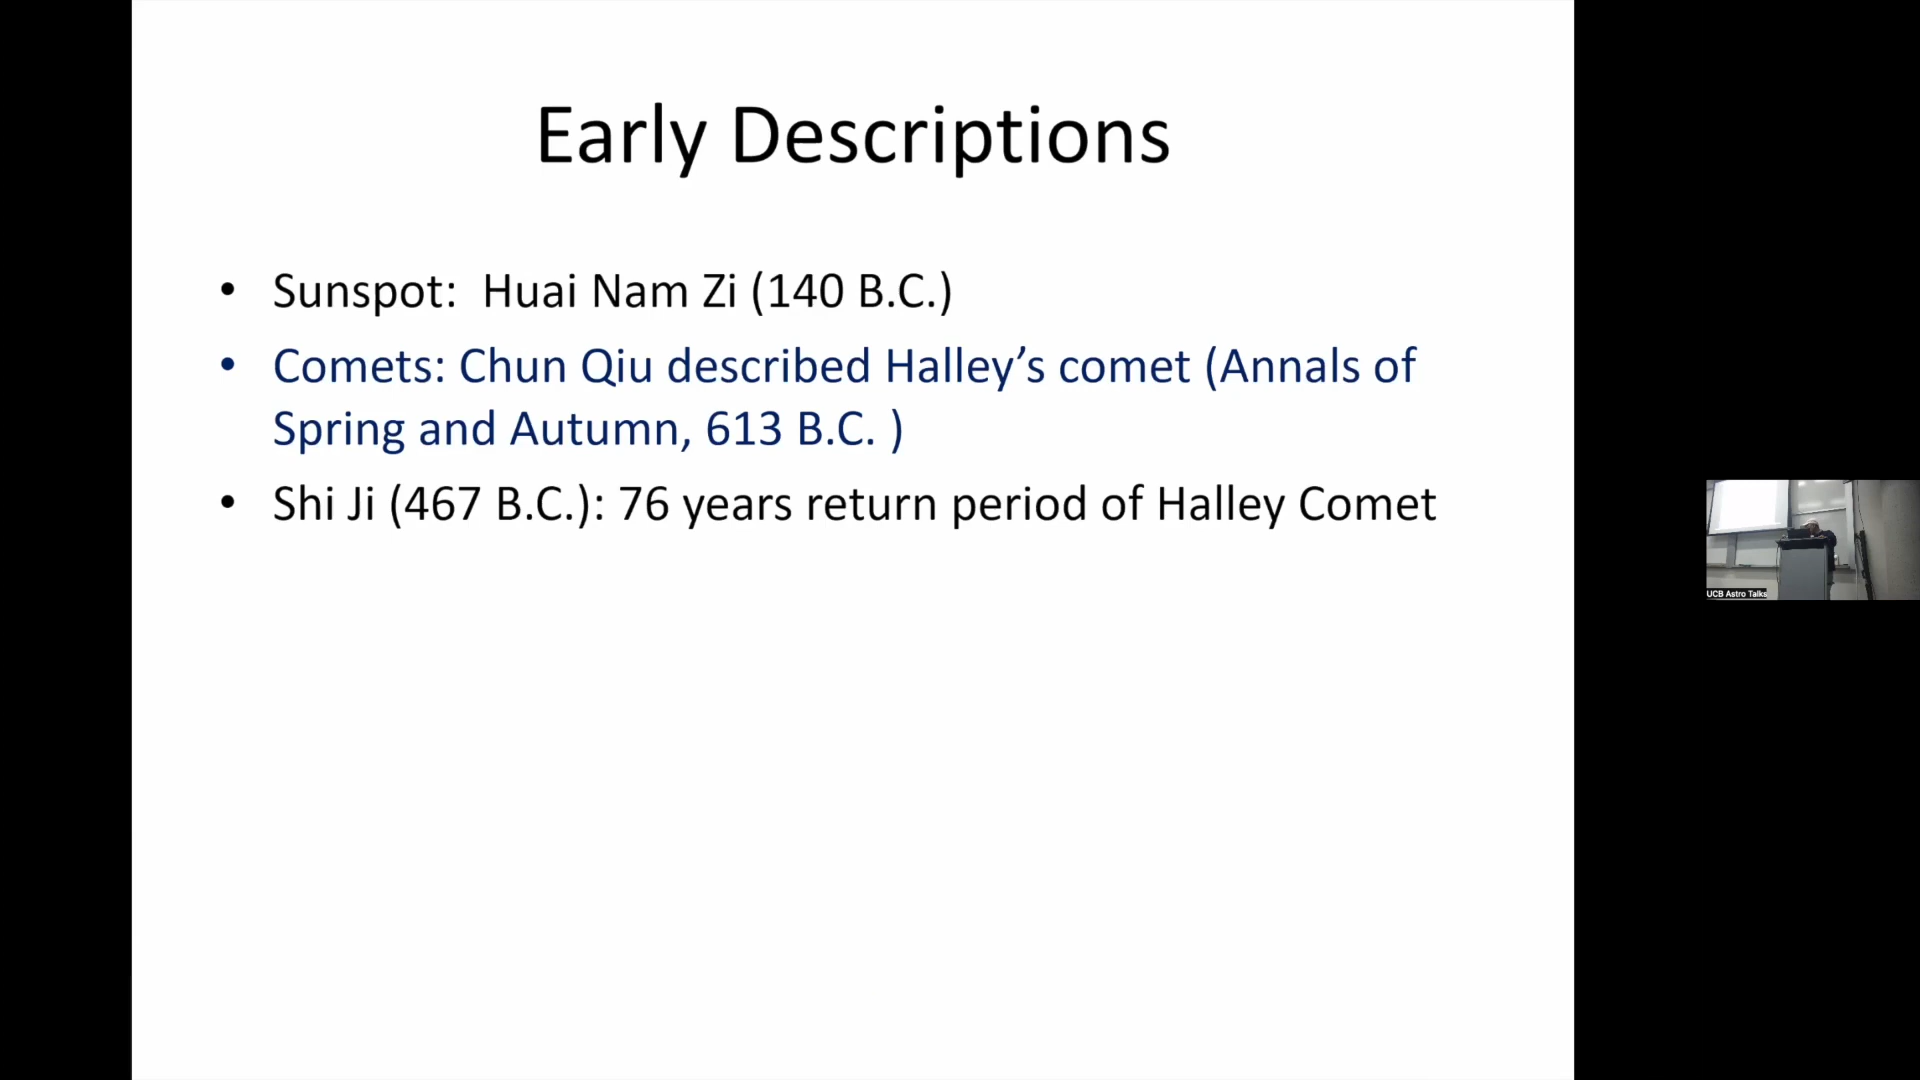 Early Descriptions
• Sunspot:  Huai Nam Zi (140 B.C.)
• Comets: Chun Qiu described Halley’s comet (Annals of
Spring and Autumn, 613 B.C. )
• Shi Ji (467 B.C.): 76 years return period of Halley Comet
UCB Astro Talks